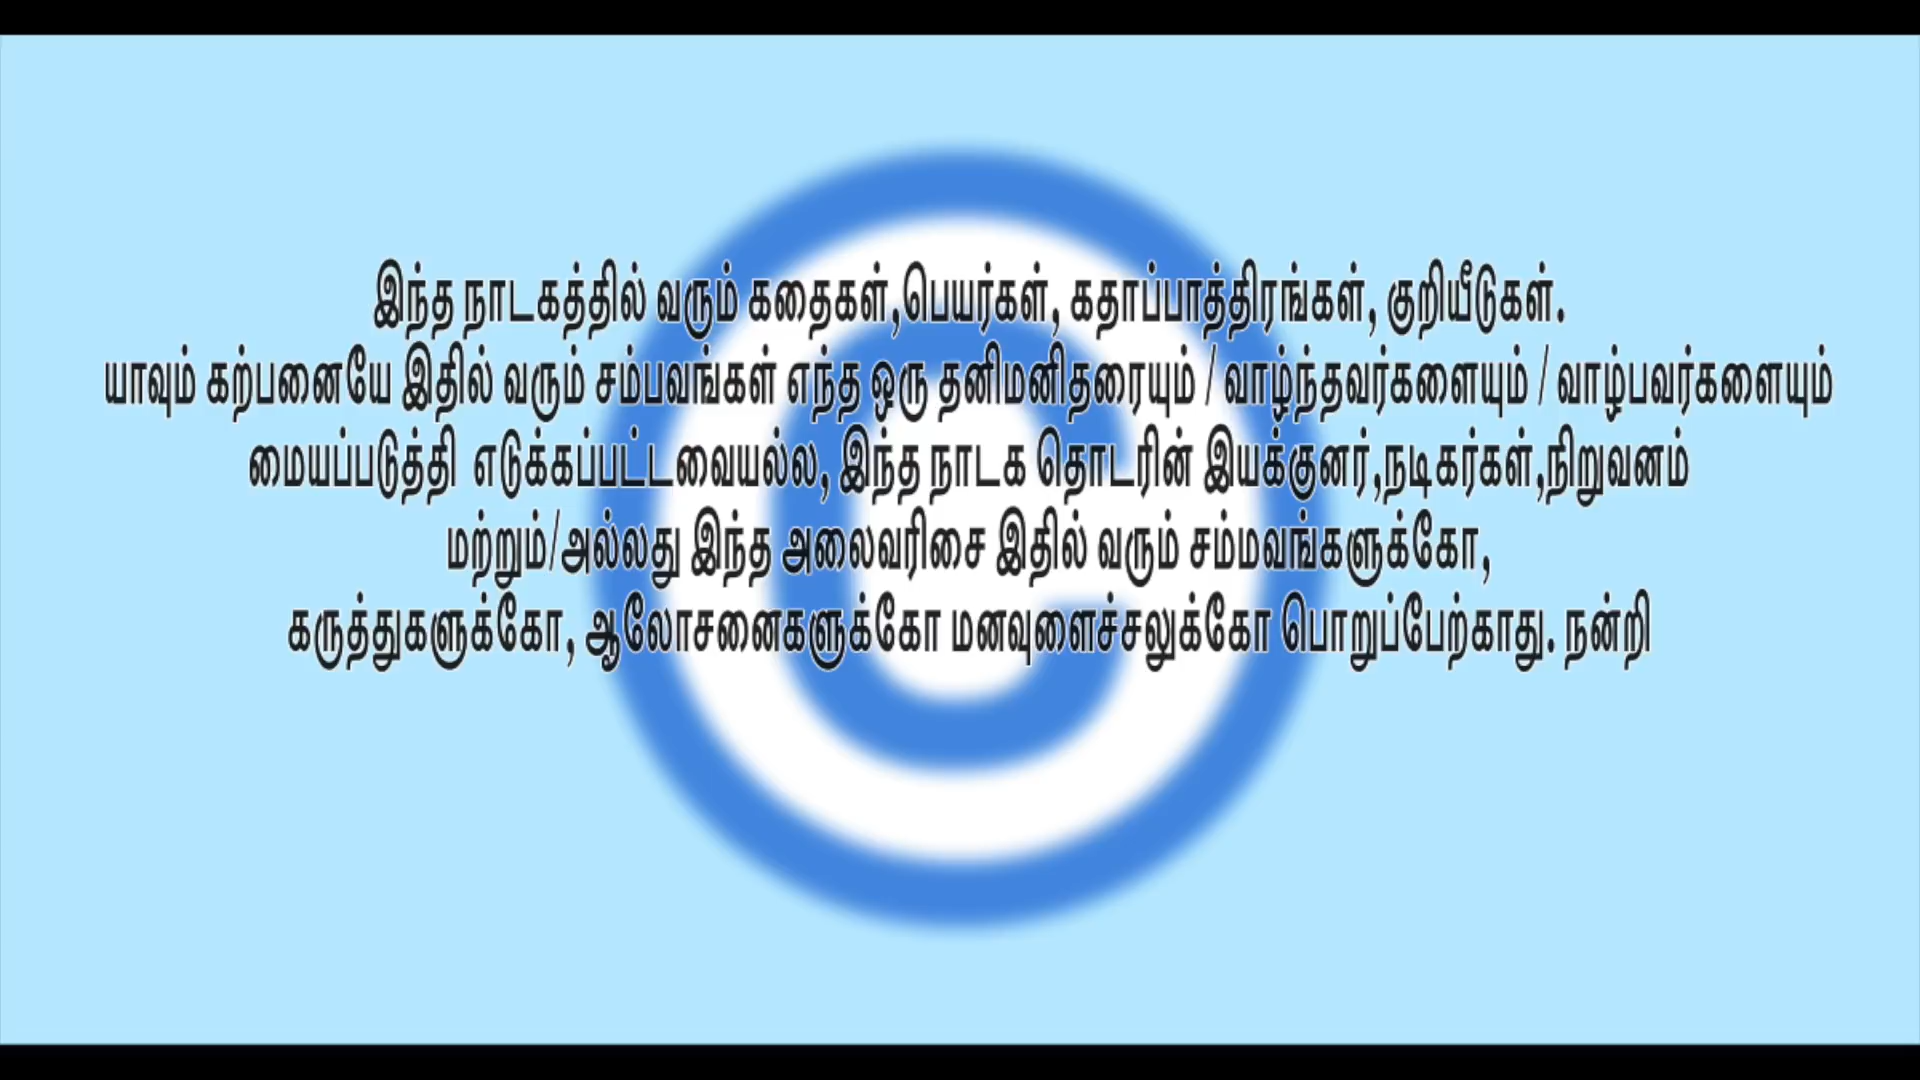 இந்த நாடகத்தில் வரும் கதைகள்,பெயர்கள், கதாப்பாத்திரங்கள், குறியீடுகள்.
யாவும் கற்பனையே இதில் வரும் சம்பவங்கள் எந்த ஒரு தனிமனிதரையும் / வாழ்ந்தவர்களையும் / வாழ்பவர்களையும்
மையப்படுத்தி எடுக்கப்பட்டவையல்ல, இந்த நாடக தொடரின் இயக்குனர்,நடிகர்கள்,நிறுவனம்
மற்றும்/அல்லது இந்த அலைவரிசை இதில் வரும் சம்மவங்களுக்கோ,
கருத்துகளுக்கோ, ஆலோசனைகளுக்கோ மனவுளைச்சலுக்கோ பொறுப்பேற்காது. நன்றி